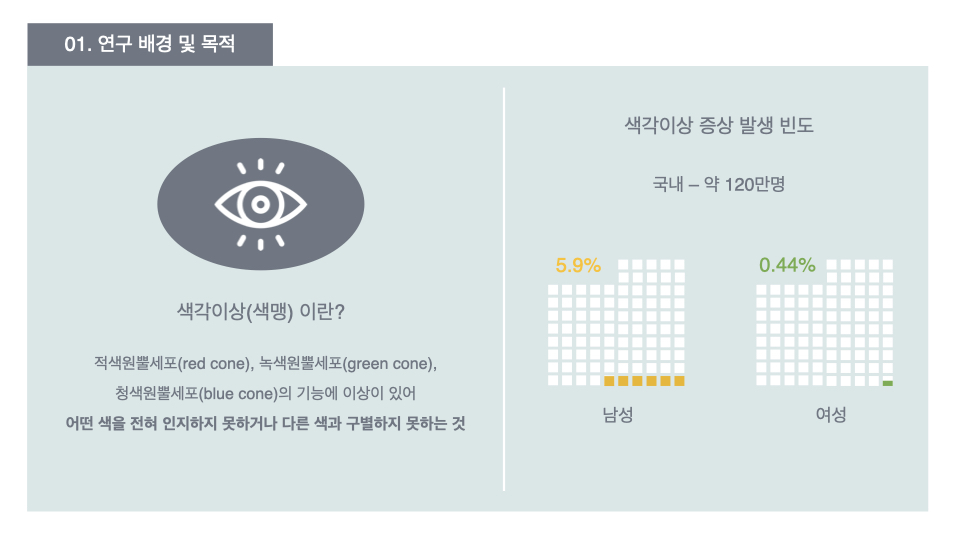 01. 연구 배경 및 목적
색각이상(색맹) 이란?
적색원뿔세포(red cone), 녹색원뿔세포(green cone),
청색원뿔세포(blue cone)의 기능에 이상이 있어
어떤 색을 전혀 인지하지 못하거나 다른 색과 구별하지 못하는 것
색각이상 증상 발생 빈도
국내 – 약 120만명
5.9%
남성
0.44%
여성